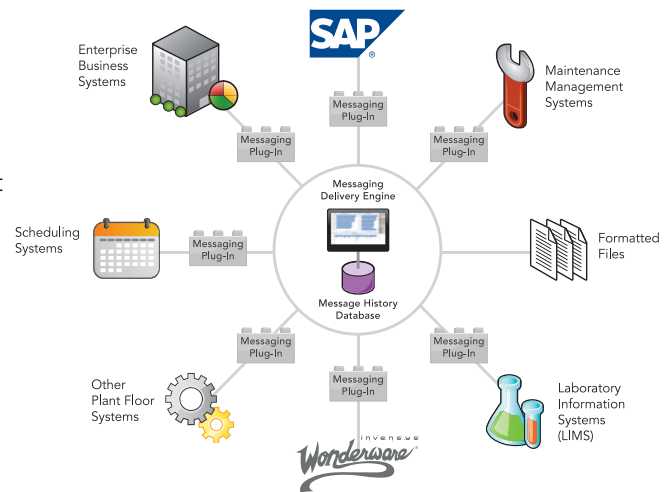 SAP
®
Enterprise
Business
Systems
Maintenance
Management
Systems
Messaging
Plug-In
Messaging
Plug-In
Messaging
Plug-In
Messaging
Delivery Engine
t
Scheduling
Systems
Messaging
Plug-In
Formatted
Files
Message History
Database
Messaging
Plug-In
Messaging
Plug-In
Messaging
Plug-In
Other
Plant Floor
Systems
Laboratory
Information
Systems
(LIMS)
invensys
Wonderware®